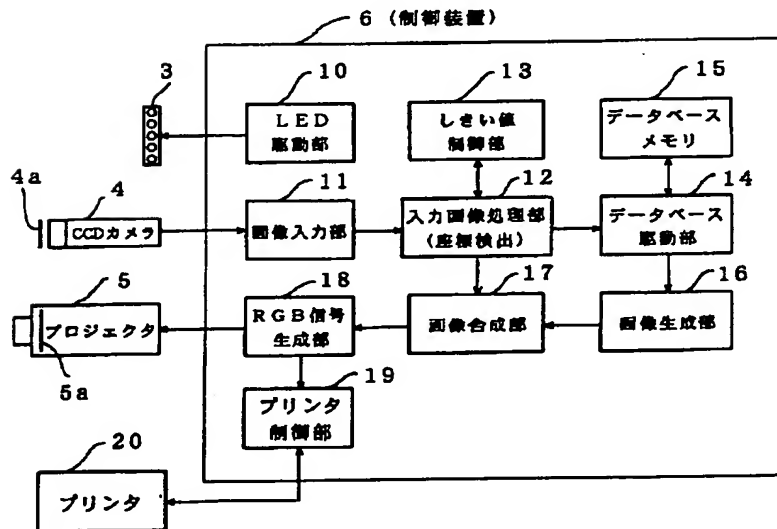 6 (制御装置)
3
10
13
15
LED
駆動部
しきい値
制御部
データベース
メモリ
4a
4
11
12
14
CCDカメラ
画像入力部
入力画像処理部
(座標検出)
データベース
駆動部
5
18
17
16
プロジェクタ
RGB信号
生成部
画像合成部
画像生成部
5a
19
プリンタ
制御部
20
プリンタ